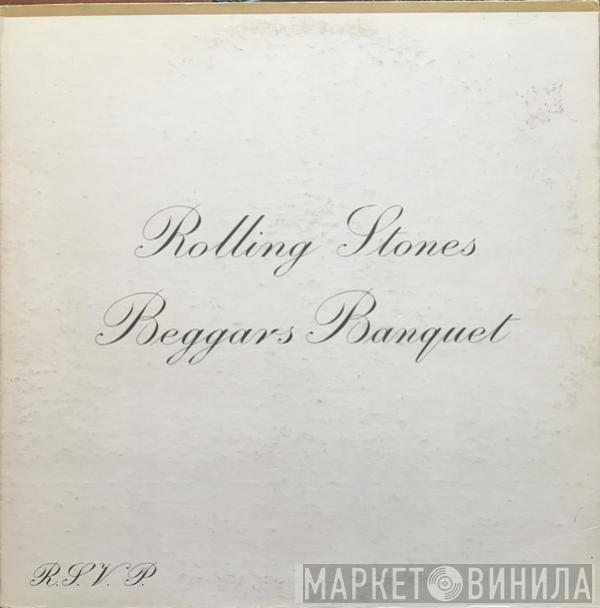 Rolling Stones
Beggars Banquet
R.S.V.P.
МАРКЕТ ВИНИЛА